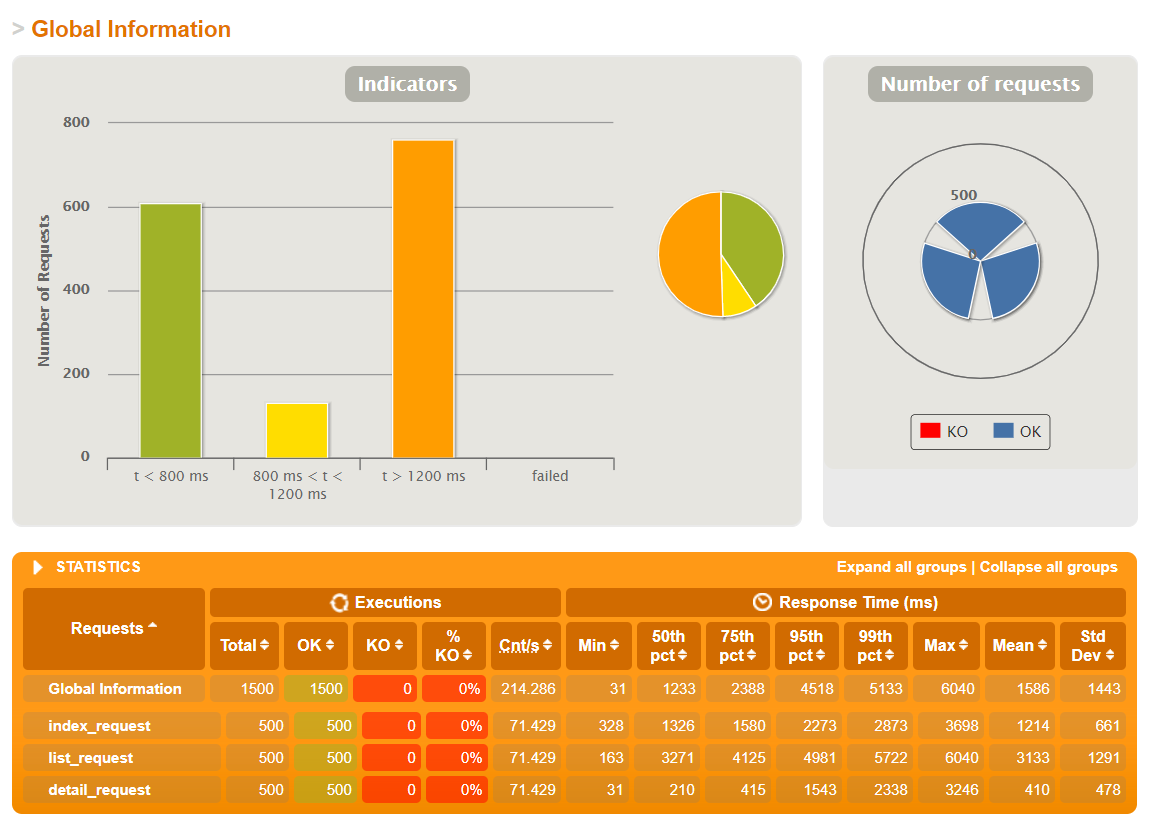 > Global Information
Indicators
Number of requests
800
600
400
200
0
Number of Requests
t < 800 ms
800 ms < t <
1200 ms
t > 1200 ms
failed
500
0
KO OK
STATISTICS
Expand all groups | Collapse all groups
Requests
Executions
Response Time (ms)
Total OK KO % KO Cnt/s Min 50th pct 75th pct 95th pct 99th pct Max Mean Std Dev
Global Information 1500 1500 0 0% 214.286 31 1233 2388 4518 5133 6040 1586 1443
index_request 500 500 0 0% 71.429 328 1326 1580 2273 2873 3698 1214 661
list_request 500 500 0 0% 71.429 163 3271 4125 4981 5722 6040 3133 1291
detail_request 500 500 0 0% 71.429 31 210 415 1543 2338 3246 410 478